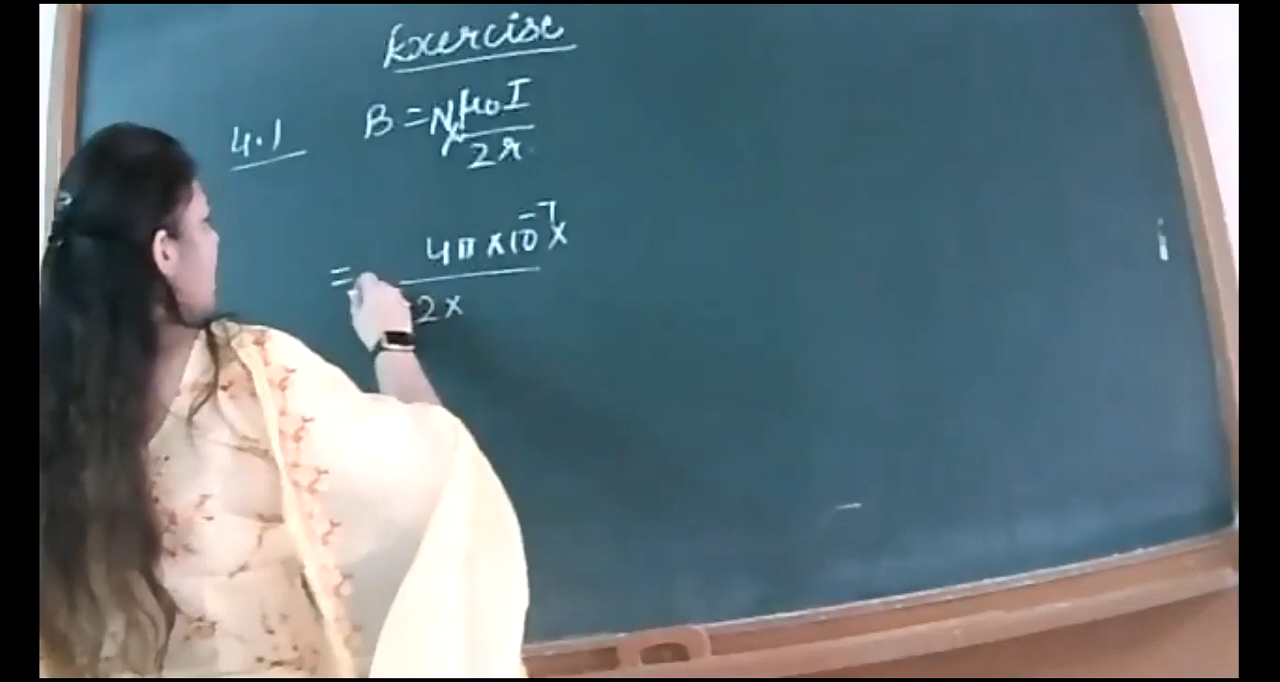 Exercise
4.1 B = Nμ₀I / 2r
= 4π×10⁻⁷× / 2×